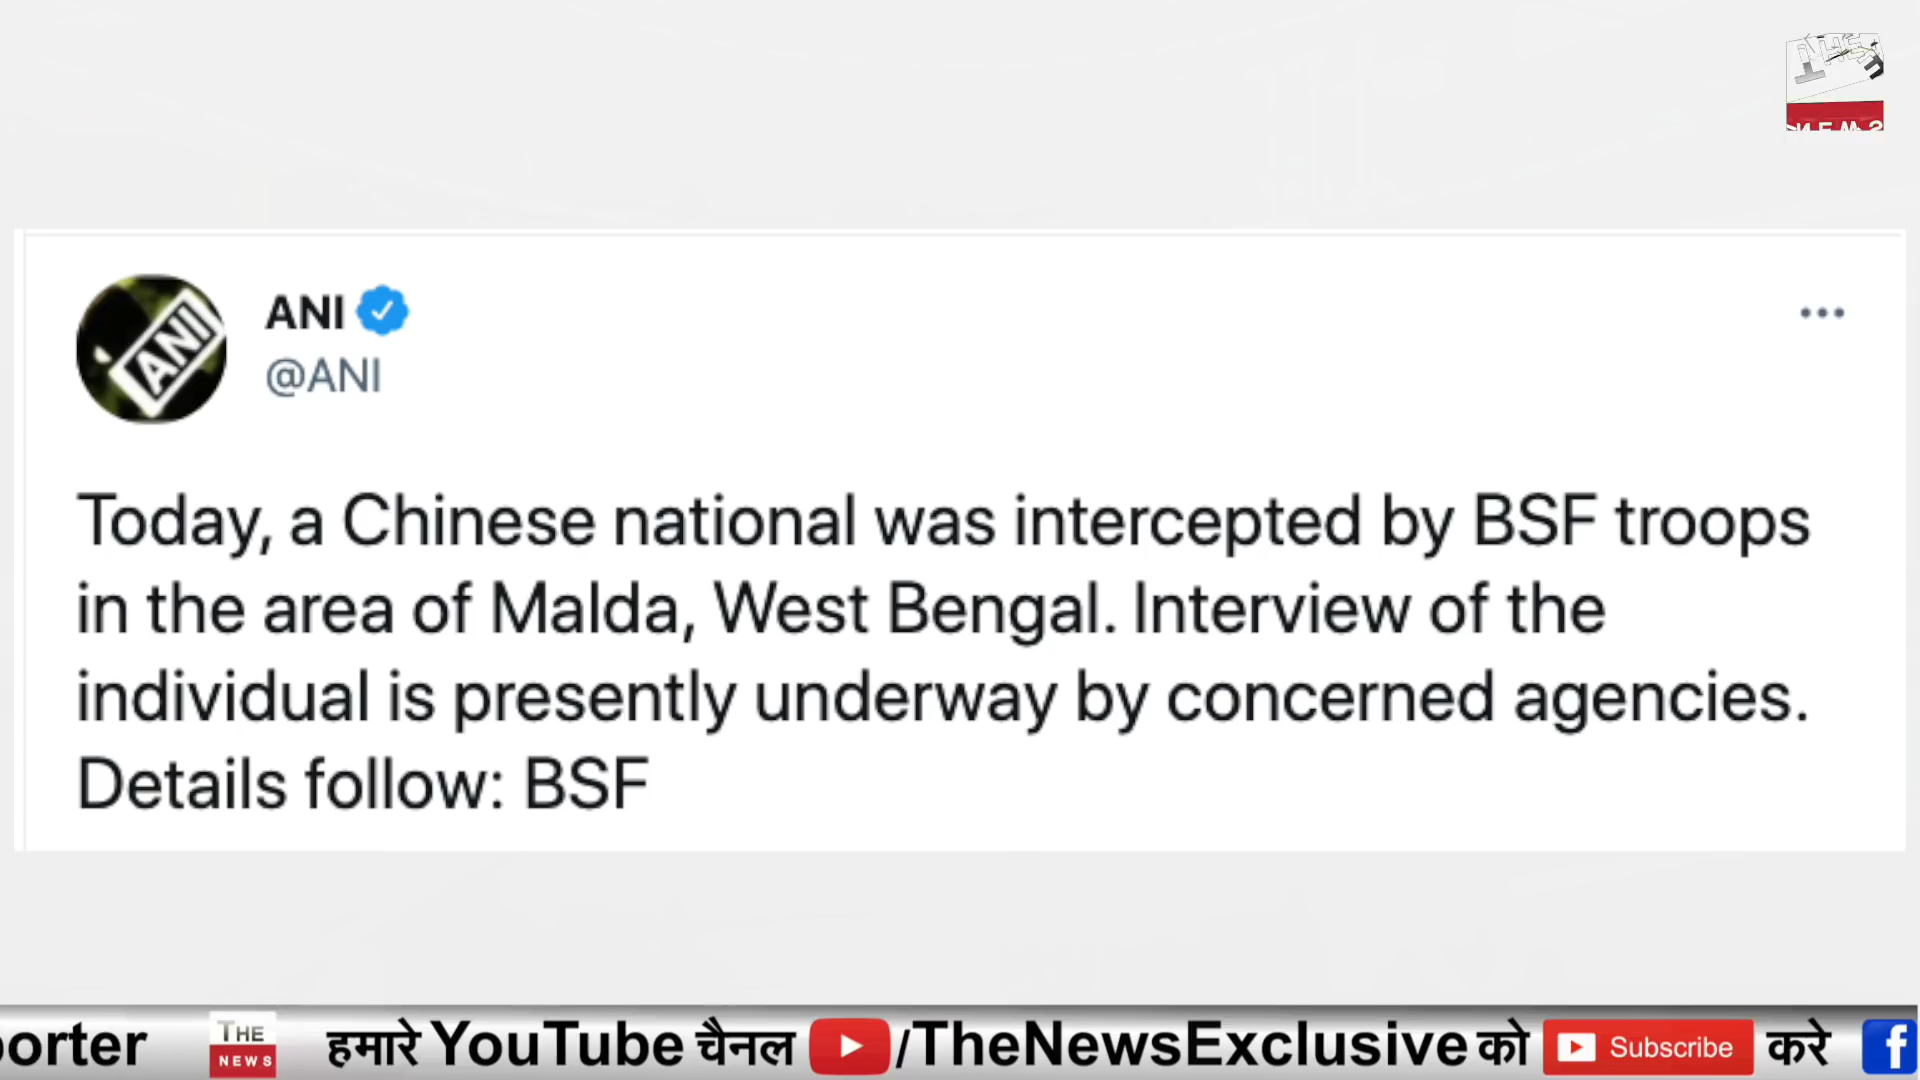 ANI
@ANI
ANI
Today, a Chinese national was intercepted by BSF troops
in the area of Malda, West Bengal. Interview of the
individual is presently underway by concerned agencies.
Details follow: BSF
THE
NEWS
हमारे YouTube चैनल /TheNewsExclusive को Subscribe करे